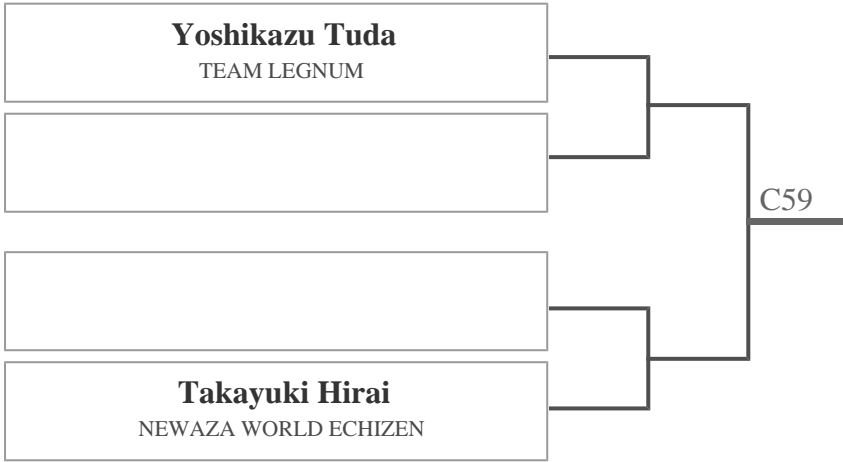 Yoshikazu Tuda
TEAM LEGNUM
C59
Takayuki Hirai
NEWAZA WORLD ECHIZEN